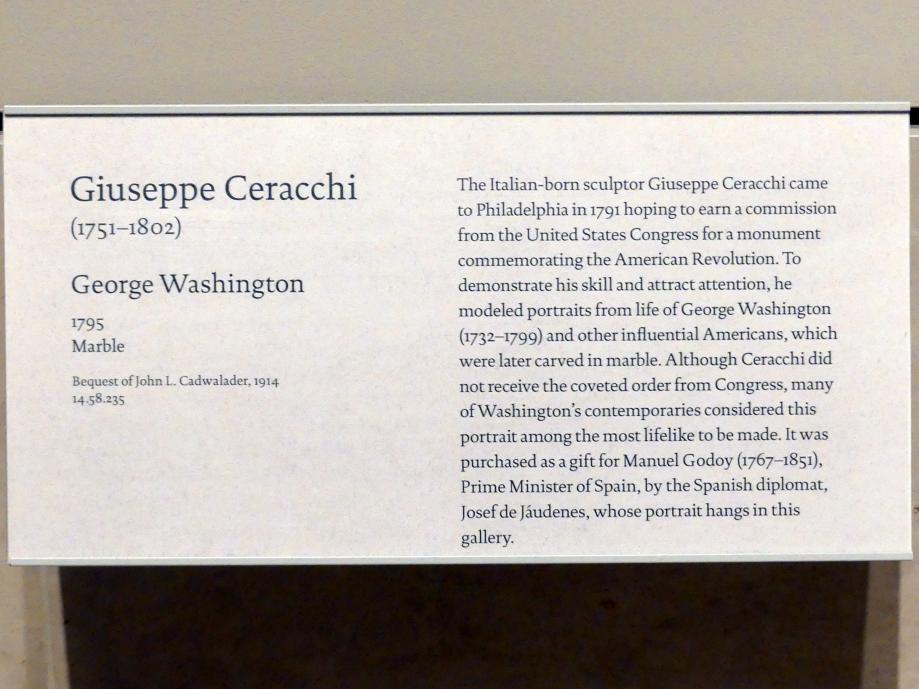 Giuseppe Ceracchi
(1751–1802)
George Washington
1795
Marble
Bequest of John L. Cadwalader, 1914
14.58.235
The Italian-born sculptor Giuseppe Ceracchi came
to Philadelphia in 1791 hoping to earn a commission
from the United States Congress for a monument
commemorating the American Revolution. To
demonstrate his skill and attract attention, he
modeled portraits from life of George Washington
(1732–1799) and other influential Americans, which
were later carved in marble. Although Ceracchi did
not receive the coveted order from Congress, many
of Washington's contemporaries considered this
portrait among the most lifelike to be made. It was
purchased as a gift for Manuel Godoy (1767–1851),
Prime Minister of Spain, by the Spanish diplomat,
Josef de Jáudenes, whose portrait hangs in this
gallery.